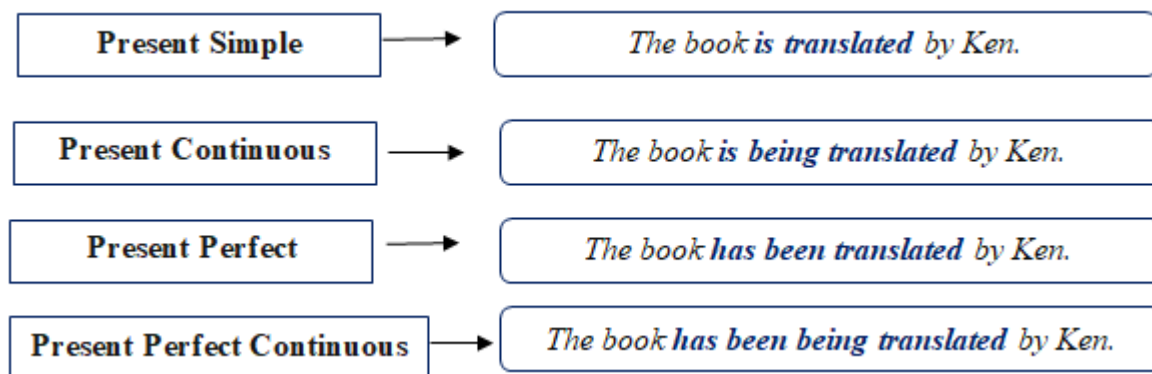 Present Simple
The book is translated by Ken.
Present Continuous
The book is being translated by Ken.
Present Perfect
The book has been translated by Ken.
Present Perfect Continuous
The book has been being translated by Ken.